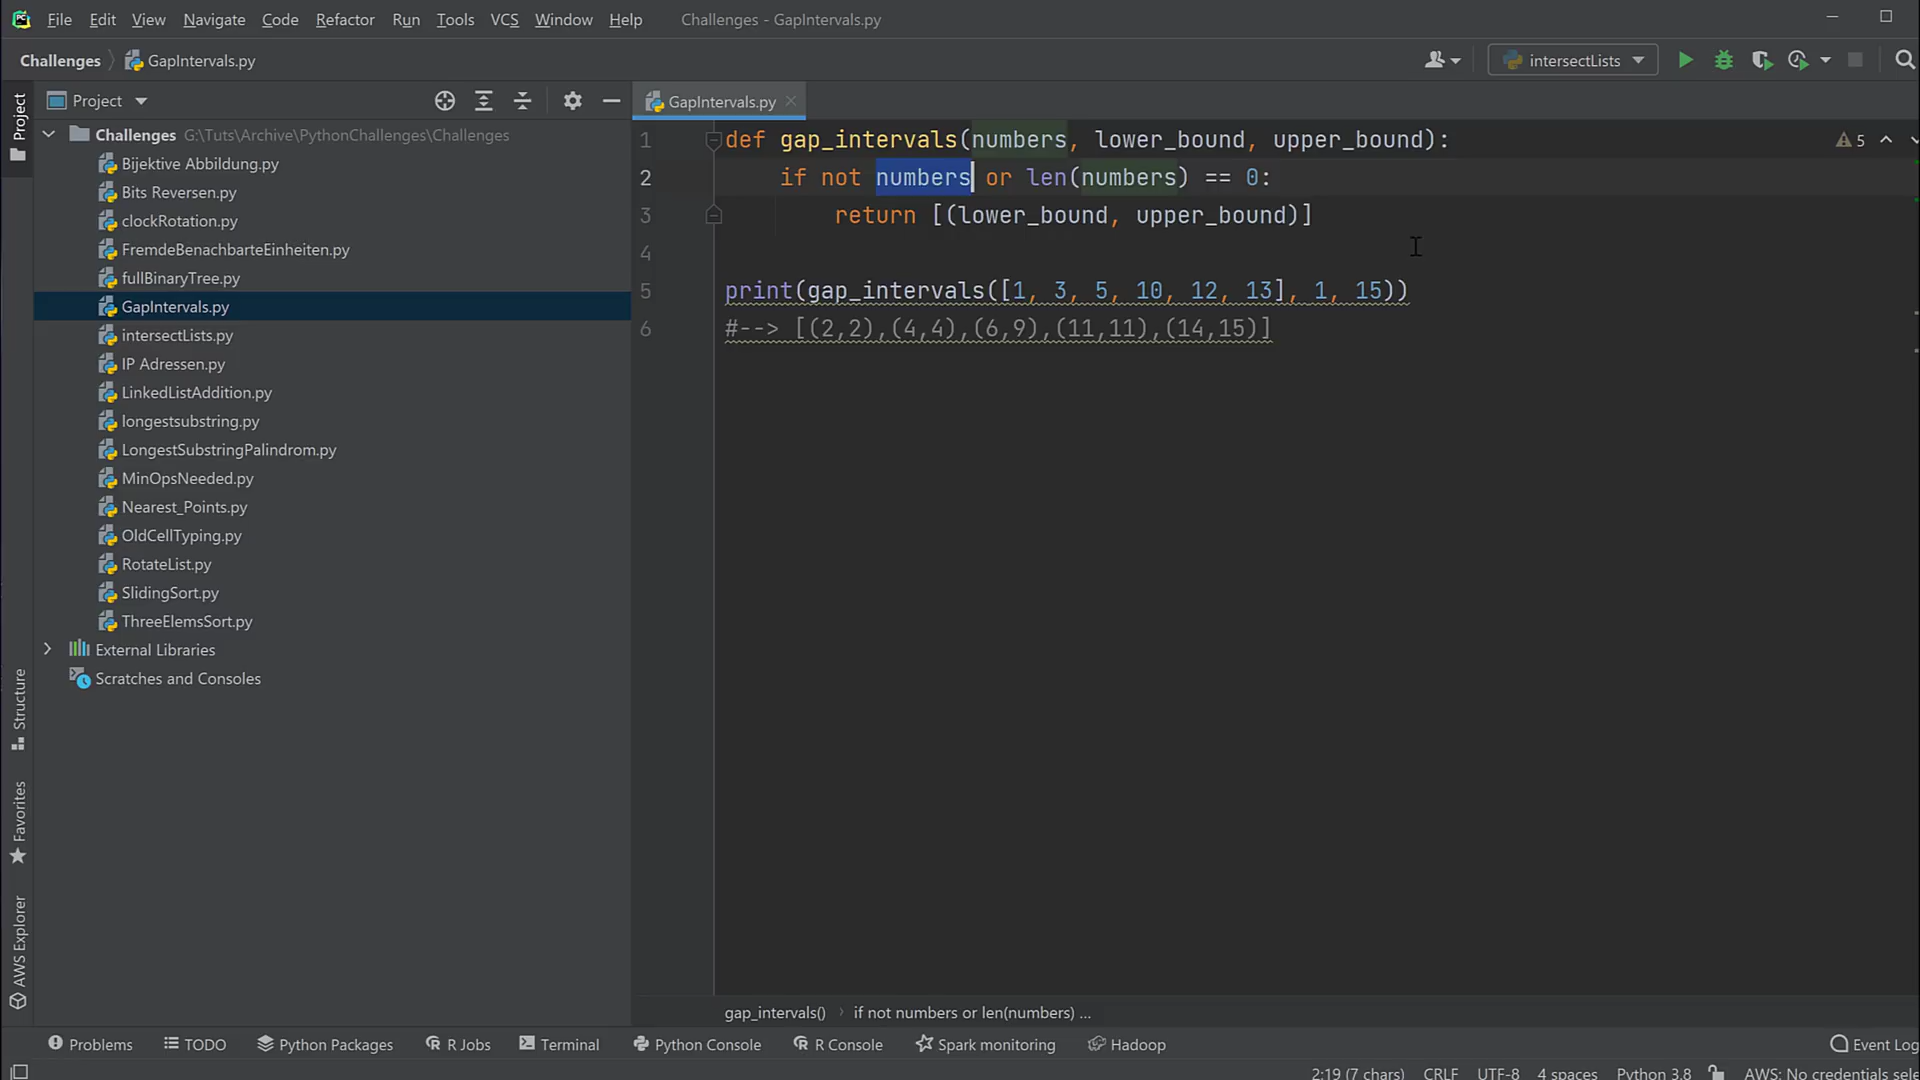 File Edit View Navigate Code Refactor Run Tools VCS Window Help Challenges - GapIntervals.py
Challenges GapIntervals.py intersectLists
Project
Project
Structure
Favorites
AWS Explorer
Challenges G:\Tuts\Archive\PythonChallenges\Challenges
Bijektive Abbildung.py
Bits Reversen.py
clockRotation.py
FremdeBenachbarteEinheiten.py
fullBinaryTree.py
GapIntervals.py
intersectLists.py
IP Adressen.py
LinkedListAddition.py
longestsubstring.py
LongestSubstringPalindrom.py
MinOpsNeeded.py
Nearest_Points.py
OldCellTyping.py
RotateList.py
SlidingSort.py
ThreeElemsSort.py
External Libraries
Scratches and Consoles
GapIntervals.py
5
1 def gap_intervals(numbers, lower_bound, upper_bound):
2 if not numbers or len(numbers) == 0:
3 return [(lower_bound, upper_bound)]
4
5 print(gap_intervals([1, 3, 5, 10, 12, 13], 1, 15))
6 #--> [(2,2),(4,4),(6,9),(11,11),(14,15)]
gap_intervals() if not numbers or len(numbers) ...
Problems TODO Python Packages R Jobs Terminal Python Console R Console Spark monitoring Hadoop Event Log
2:19 (7 chars) CRLF UTF-8 4 spaces Python 3.8 AWS: No credentials sele